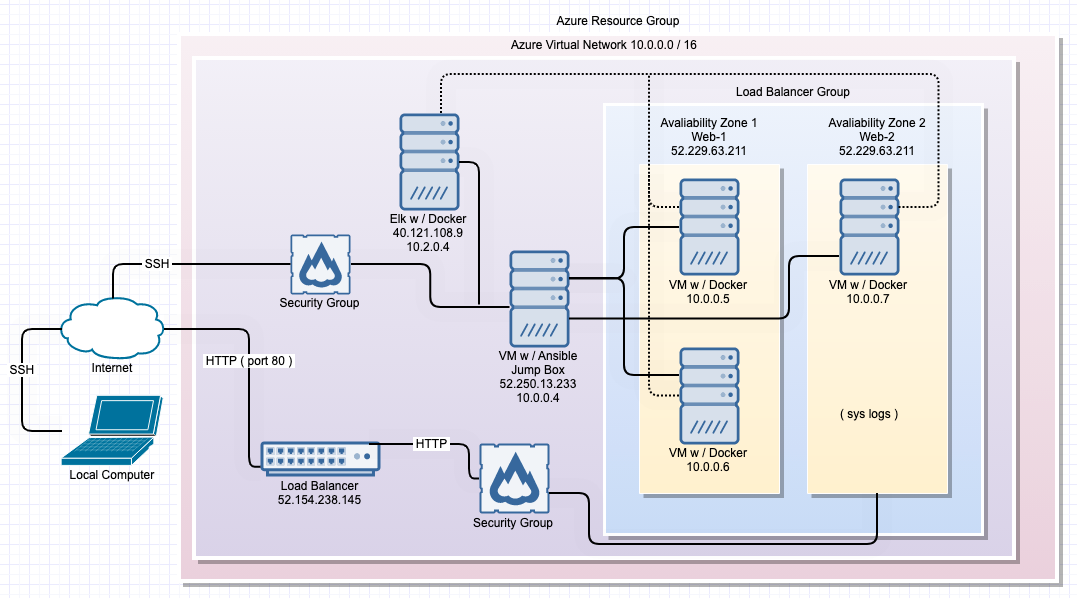 Azure Resource Group
Azure Virtual Network 10.0.0.0 / 16
Load Balancer Group
Avaliability Zone 1
Web-1
52.229.63.211
Avaliability Zone 2
Web-2
52.229.63.211
Elk w / Docker
40.121.108.9
10.2.0.4
SSH
Security Group
VM w / Docker
10.0.0.5
VM w / Docker
10.0.0.7
Internet
SSH
HTTP ( port 80 )
VM w / Ansible
Jump Box
52.250.13.233
10.0.0.4
( sys logs )
VM w / Docker
10.0.0.6
Local Computer
HTTP
Load Balancer
52.154.238.145
Security Group